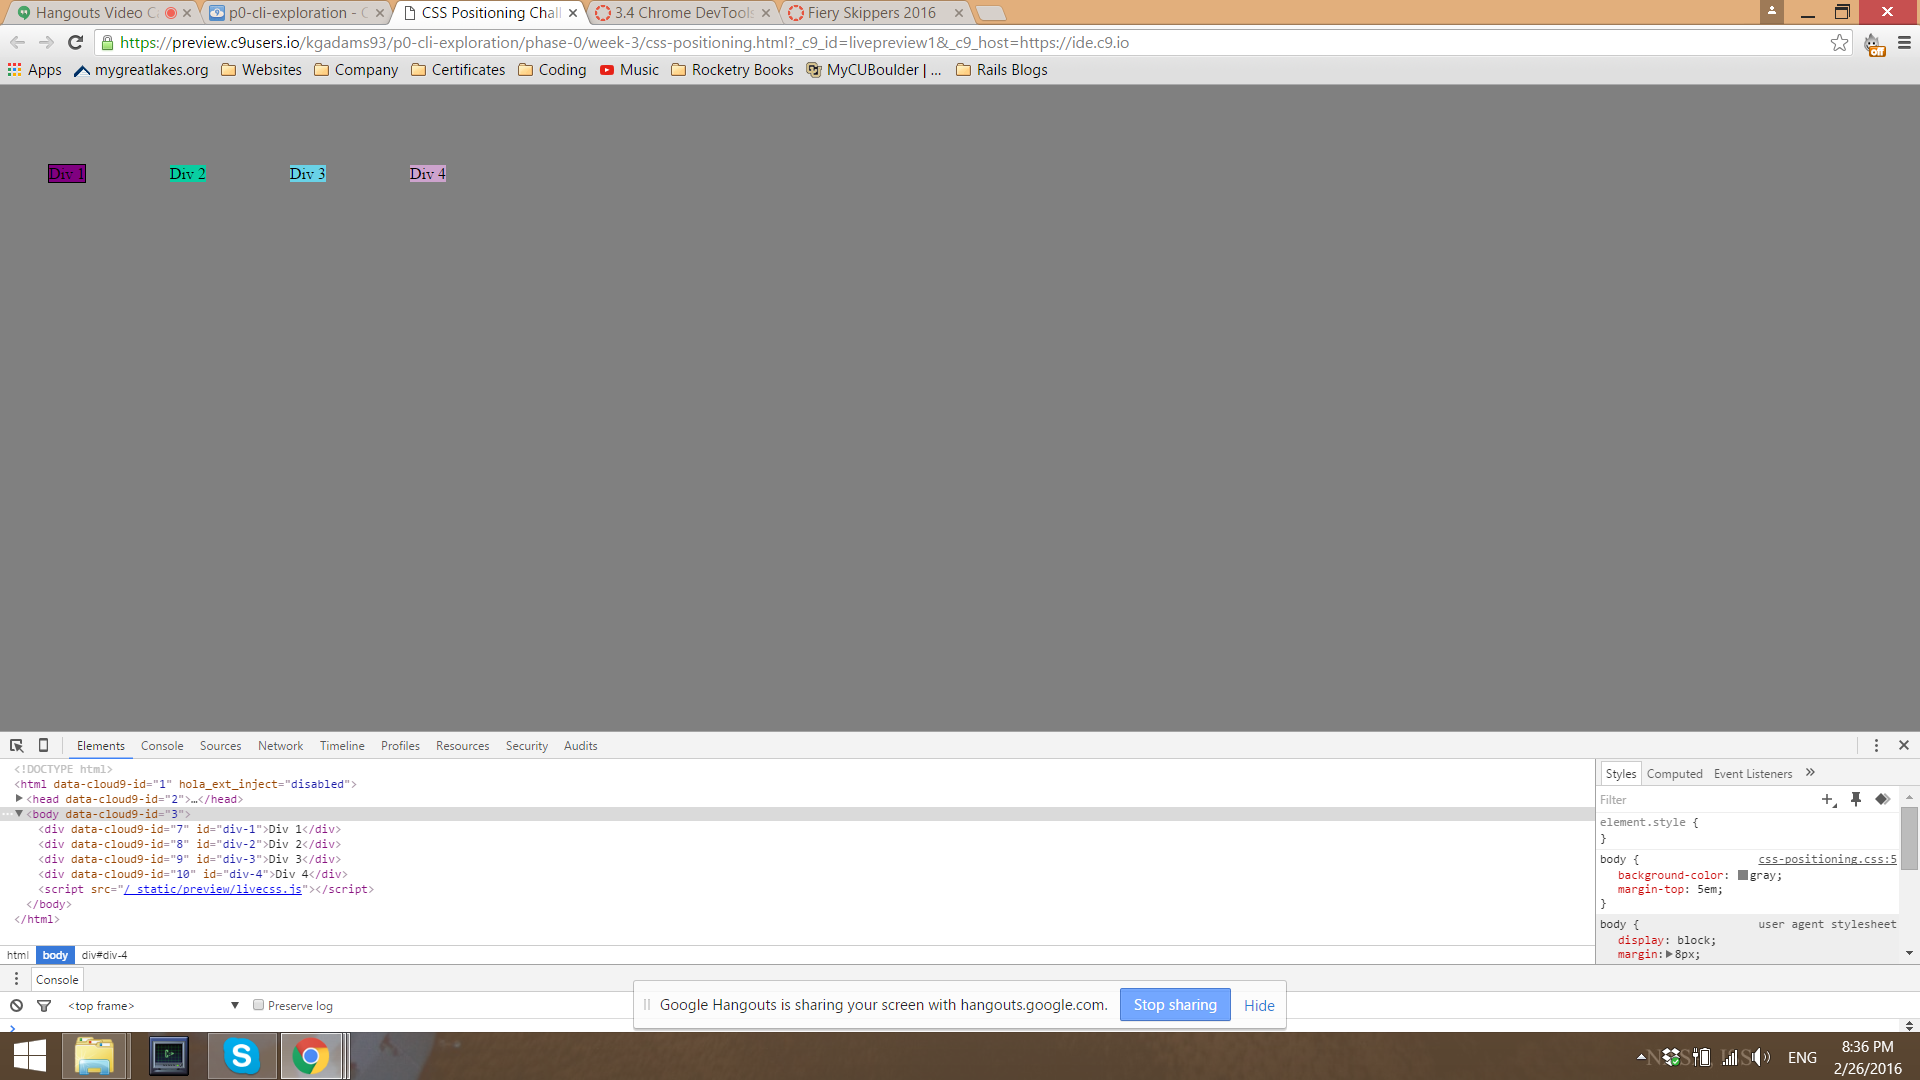 Hangouts Video C
p0-cli-exploration - C
CSS Positioning Chall
3.4 Chrome DevTools
Fiery Skippers 2016
https://preview.c9users.io/kgadams93/p0-cli-exploration/phase-0/week-3/css-positioning.html?_c9_id=livepreview1&_c9_host=https://ide.c9.io
off
Apps mygreatlakes.org Websites Company Certificates Coding Music Rocketry Books MyCUBoulder | ... Rails Blogs
Div 1 Div 2 Div 3 Div 4
Elements Console Sources Network Timeline Profiles Resources Security Audits
<!DOCTYPE html>
<html data-cloud9-id="1" hola_ext_inject="disabled">
<head data-cloud9-id="2">…</head>
<body data-cloud9-id="3">
<div data-cloud9-id="7" id="div-1">Div 1</div>
<div data-cloud9-id="8" id="div-2">Div 2</div>
<div data-cloud9-id="9" id="div-3">Div 3</div>
<div data-cloud9-id="10" id="div-4">Div 4</div>
<script src="/_static/preview/livecss.js"></script>
</body>
</html>
html body div#div-4
Styles Computed Event Listeners »
Filter
element.style {
}
body { css-positioning.css:5
background-color: gray;
margin-top: 5em;
}
body { user agent stylesheet
display: block;
margin: 8px;
Console
<top frame> Preserve log
>
Google Hangouts is sharing your screen with hangouts.google.com. Stop sharing Hide
ENG
8:36 PM
2/26/2016